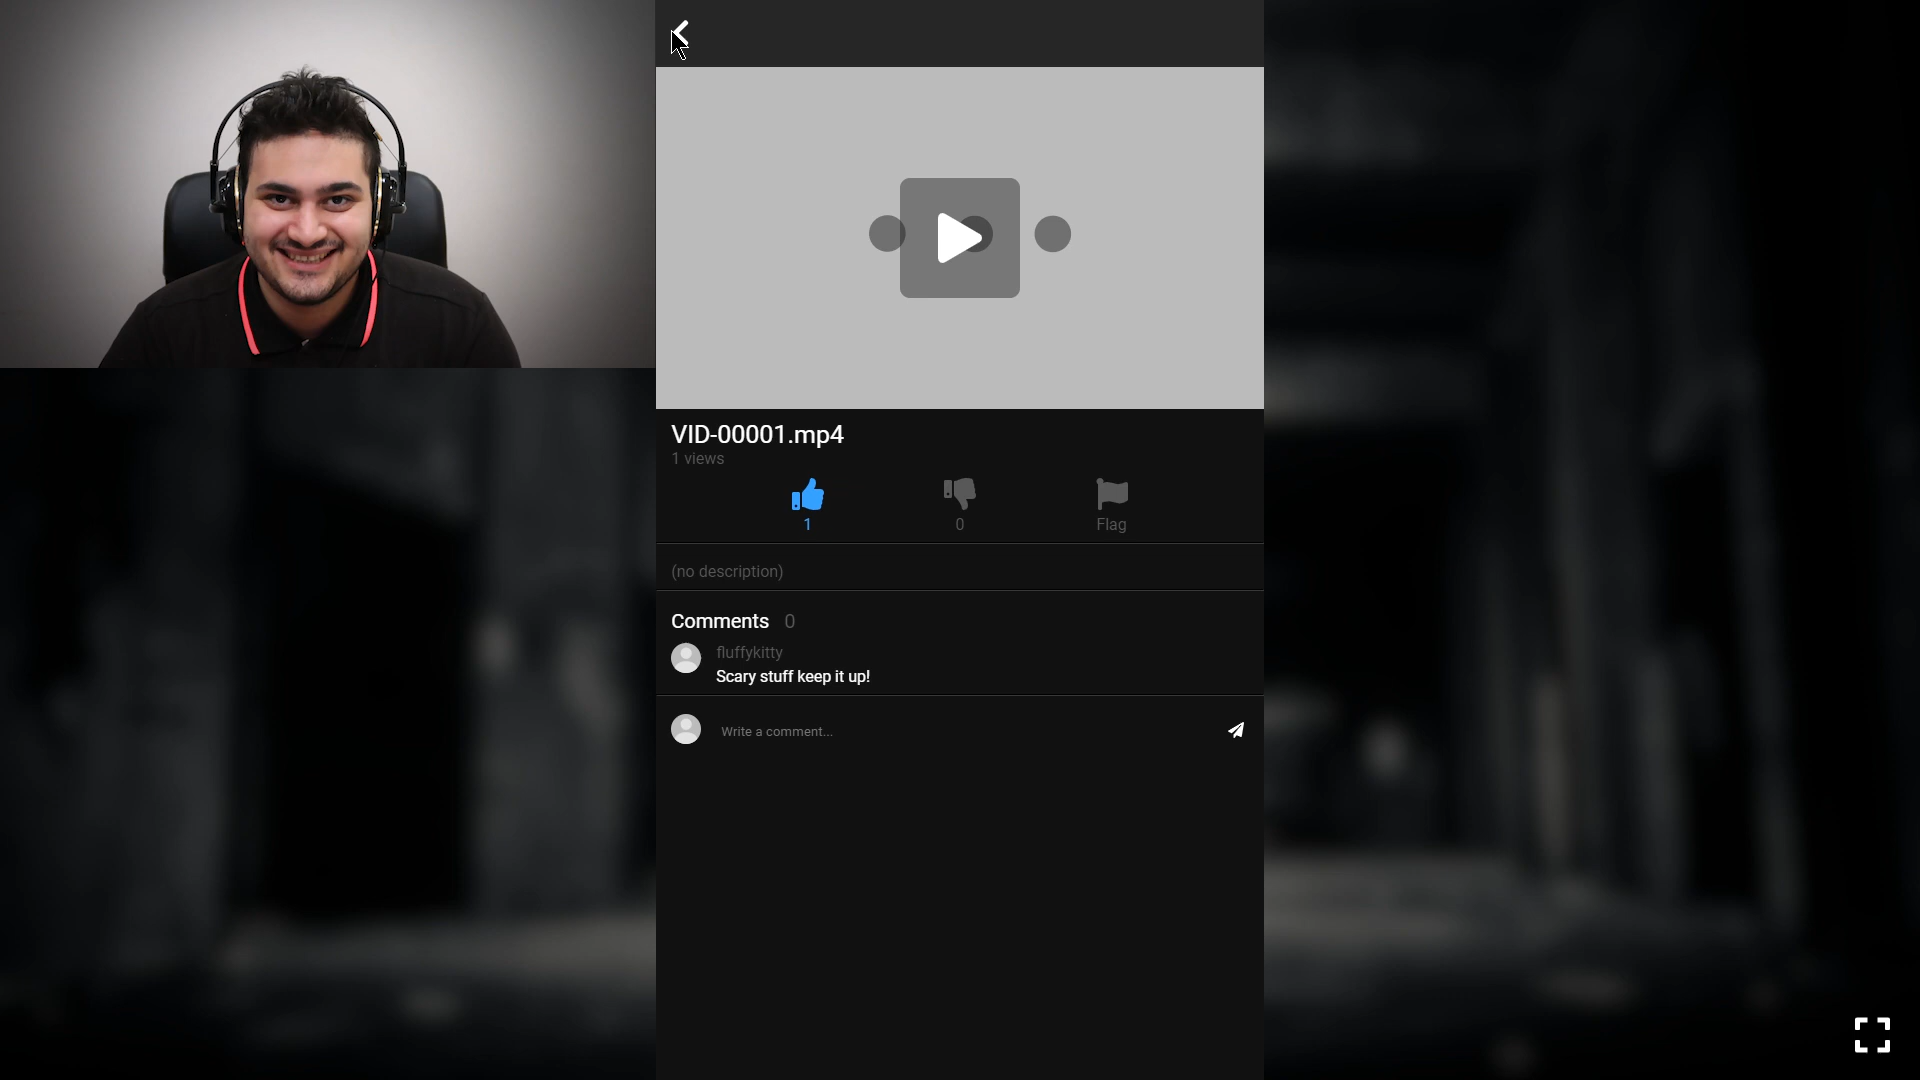 VID-00001.mp4
1 views
1
0
Flag
(no description)
Comments 0
fluffykitty
Scary stuff keep it up!
Write a comment...